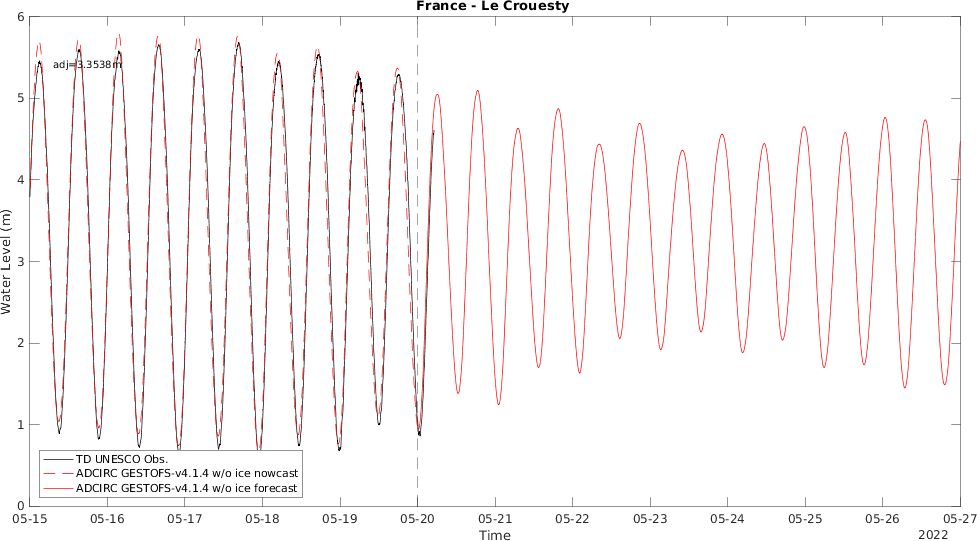 France - Le Crouesty
6
5
4
3
2
1
0
Water Level (m)
adj=3.3538m
TD UNESCO Obs.
ADCIRC GESTOFS-v4.1.4 w/o ice nowcast
ADCIRC GESTOFS-v4.1.4 w/o ice forecast
05-15 05-16 05-17 05-18 05-19 05-20 05-21 05-22 05-23 05-24 05-25 05-26 05-27
Time
2022